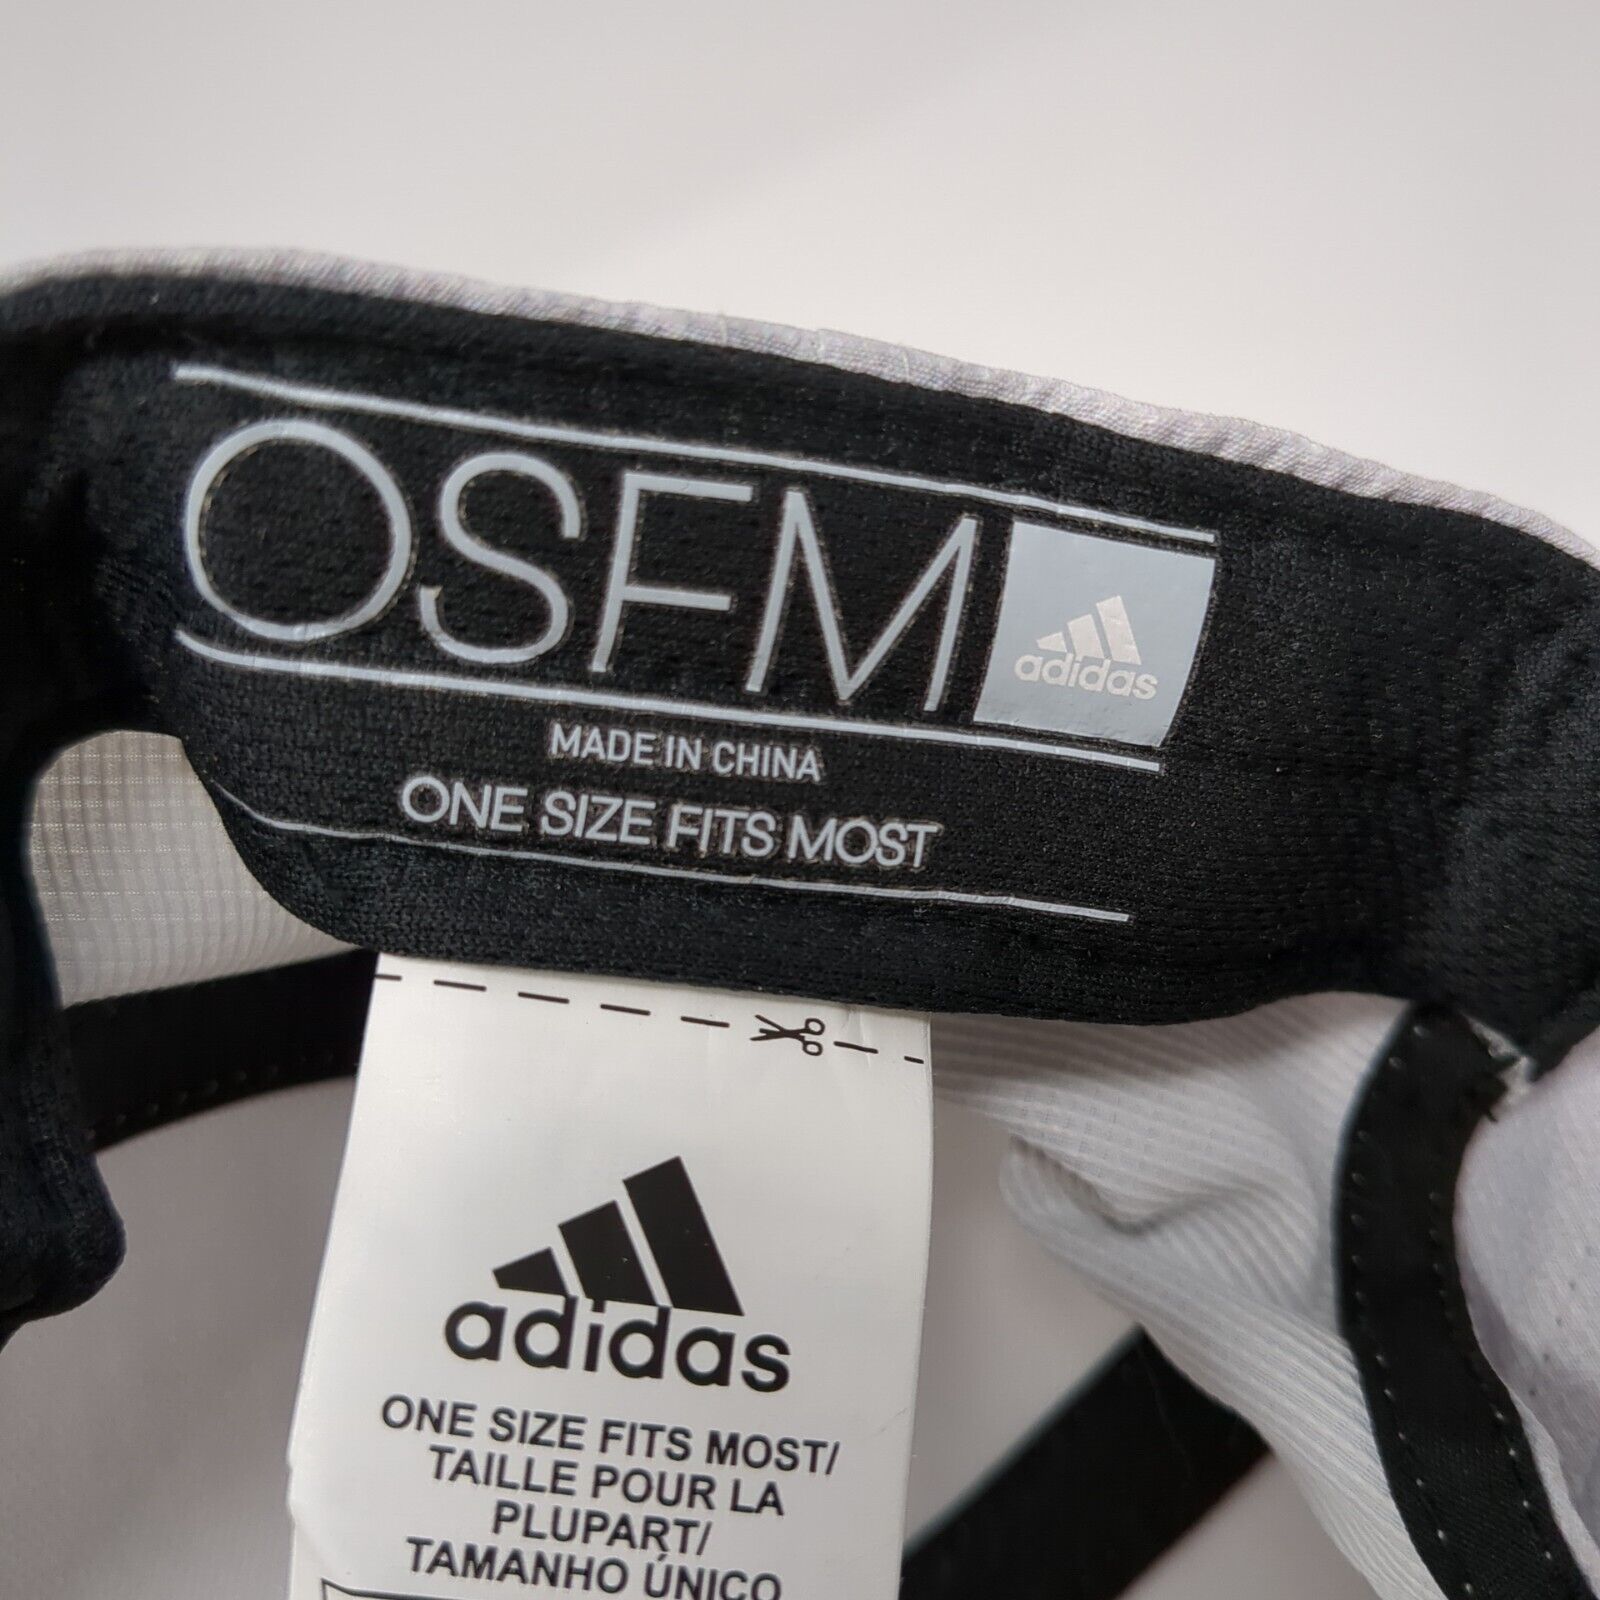 OSFM
adidas
MADE IN CHINA
ONE SIZE FITS MOST
adidas
ONE SIZE FITS MOST/
TAILLE POUR LA
PLUPART/
TAMANHO ÚNICO